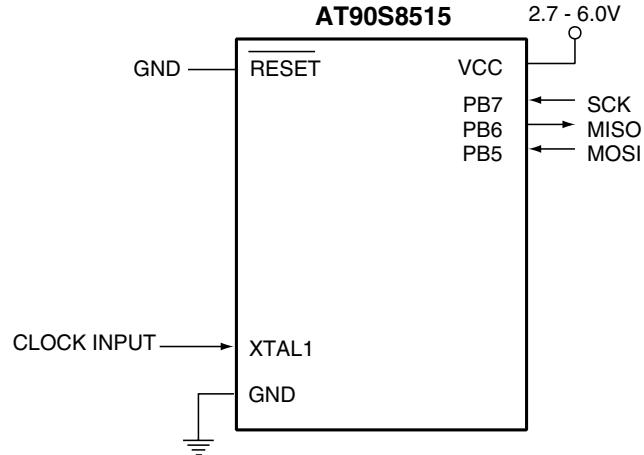 AT90S8515
2.7 - 6.0V
GND
RESET
VCC
PB7
SCK
PB6
MISO
PB5
MOSI
CLOCK INPUT
XTAL1
GND